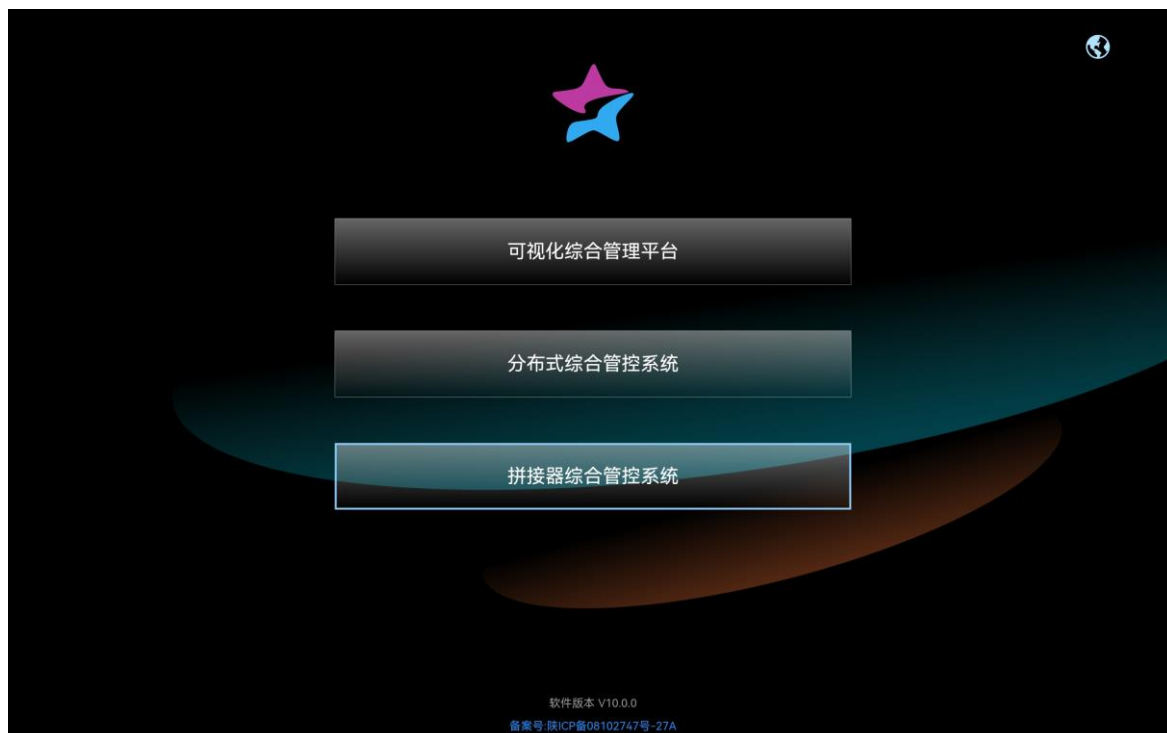 可视化综合管理平台
分布式综合管控系统
拼接器综合管控系统
软件版本 V10.0.0
备案号:陕ICP备08102747号-27A